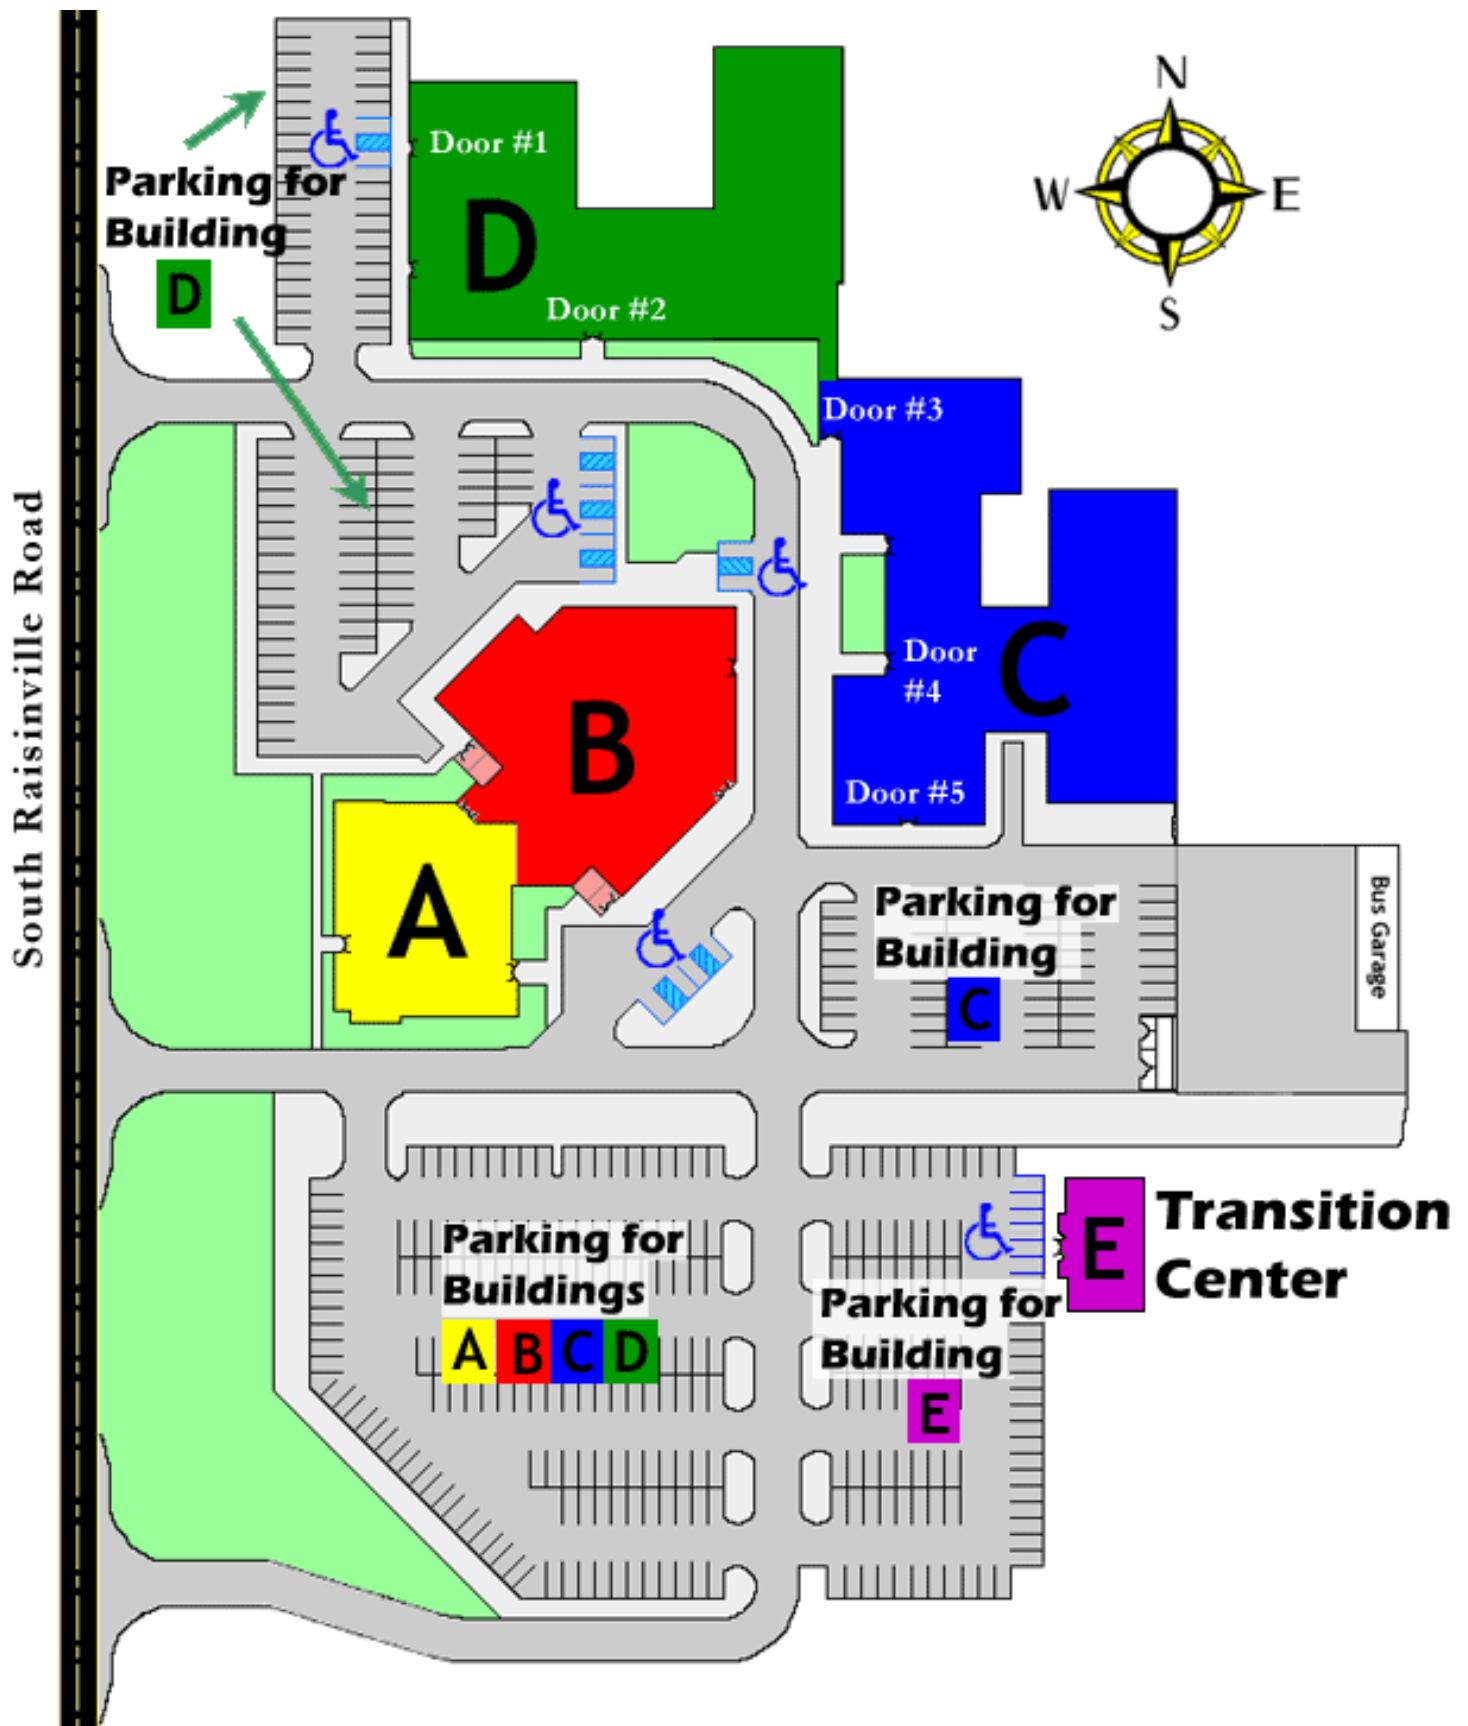 N
W
E
S
Door #1
Parking for
Building
D
D
Door #2
Door #3
South Raisinville Road
Door
#4
C
B
Door #5
A
Parking for
Building
C
Bus Garage
Parking for
Buildings
A B C D
E
Transition
Center
Parking for
Building
E